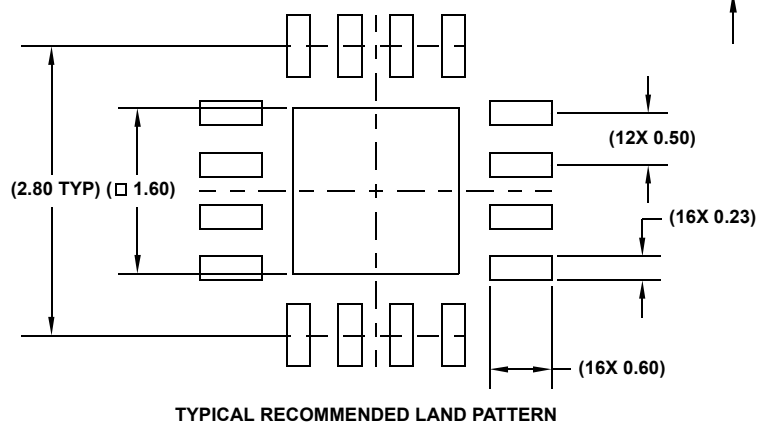 (12X 0.50)
(2.80 TYP) (□ 1.60)
(16X 0.23)
(16X 0.60)
TYPICAL RECOMMENDED LAND PATTERN